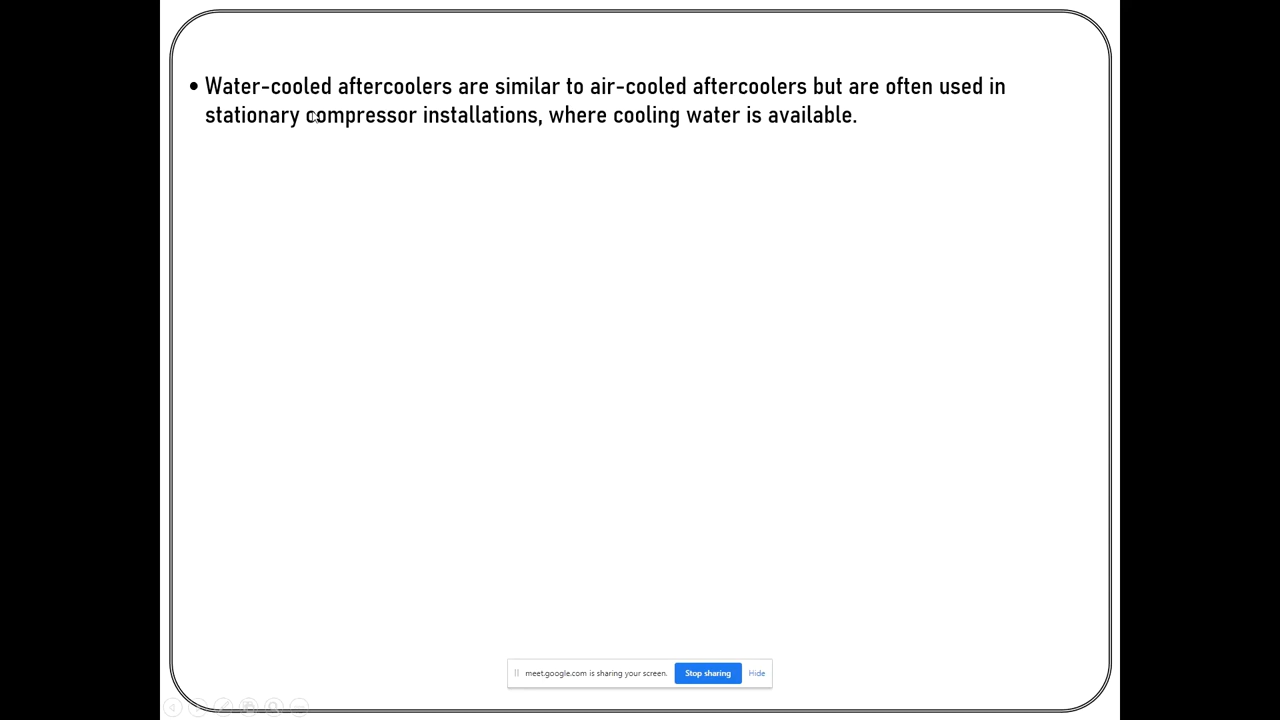 • Water-cooled aftercoolers are similar to air-cooled aftercoolers but are often used in
stationary compressor installations, where cooling water is available.
meet.google.com is sharing your screen. Stop sharing Hide